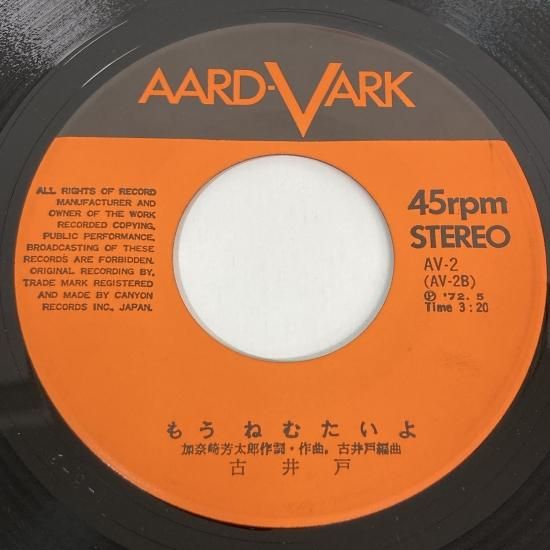 AARD-VARK
ALL RIGHTS OF RECORD
MANUFACTURER AND
OWNER OF THE WORK
RECORDED COPYING,
PUBLIC PERFORMANCE,
BROADCASTING OF THESE
RECORDS ARE FORBIDDEN.
ORIGINAL RECORDING BY,
TRADE MARK REGISTERED
AND MADE BY CANYON
RECORDS INC., JAPAN.
45rpm
STEREO
AV-2
(AV-2B)
Ⓟ '72. 5
Time 3:20
もうねむたいよ
加奈崎芳太郎作詞・作曲, 古井戸編曲
古井戸